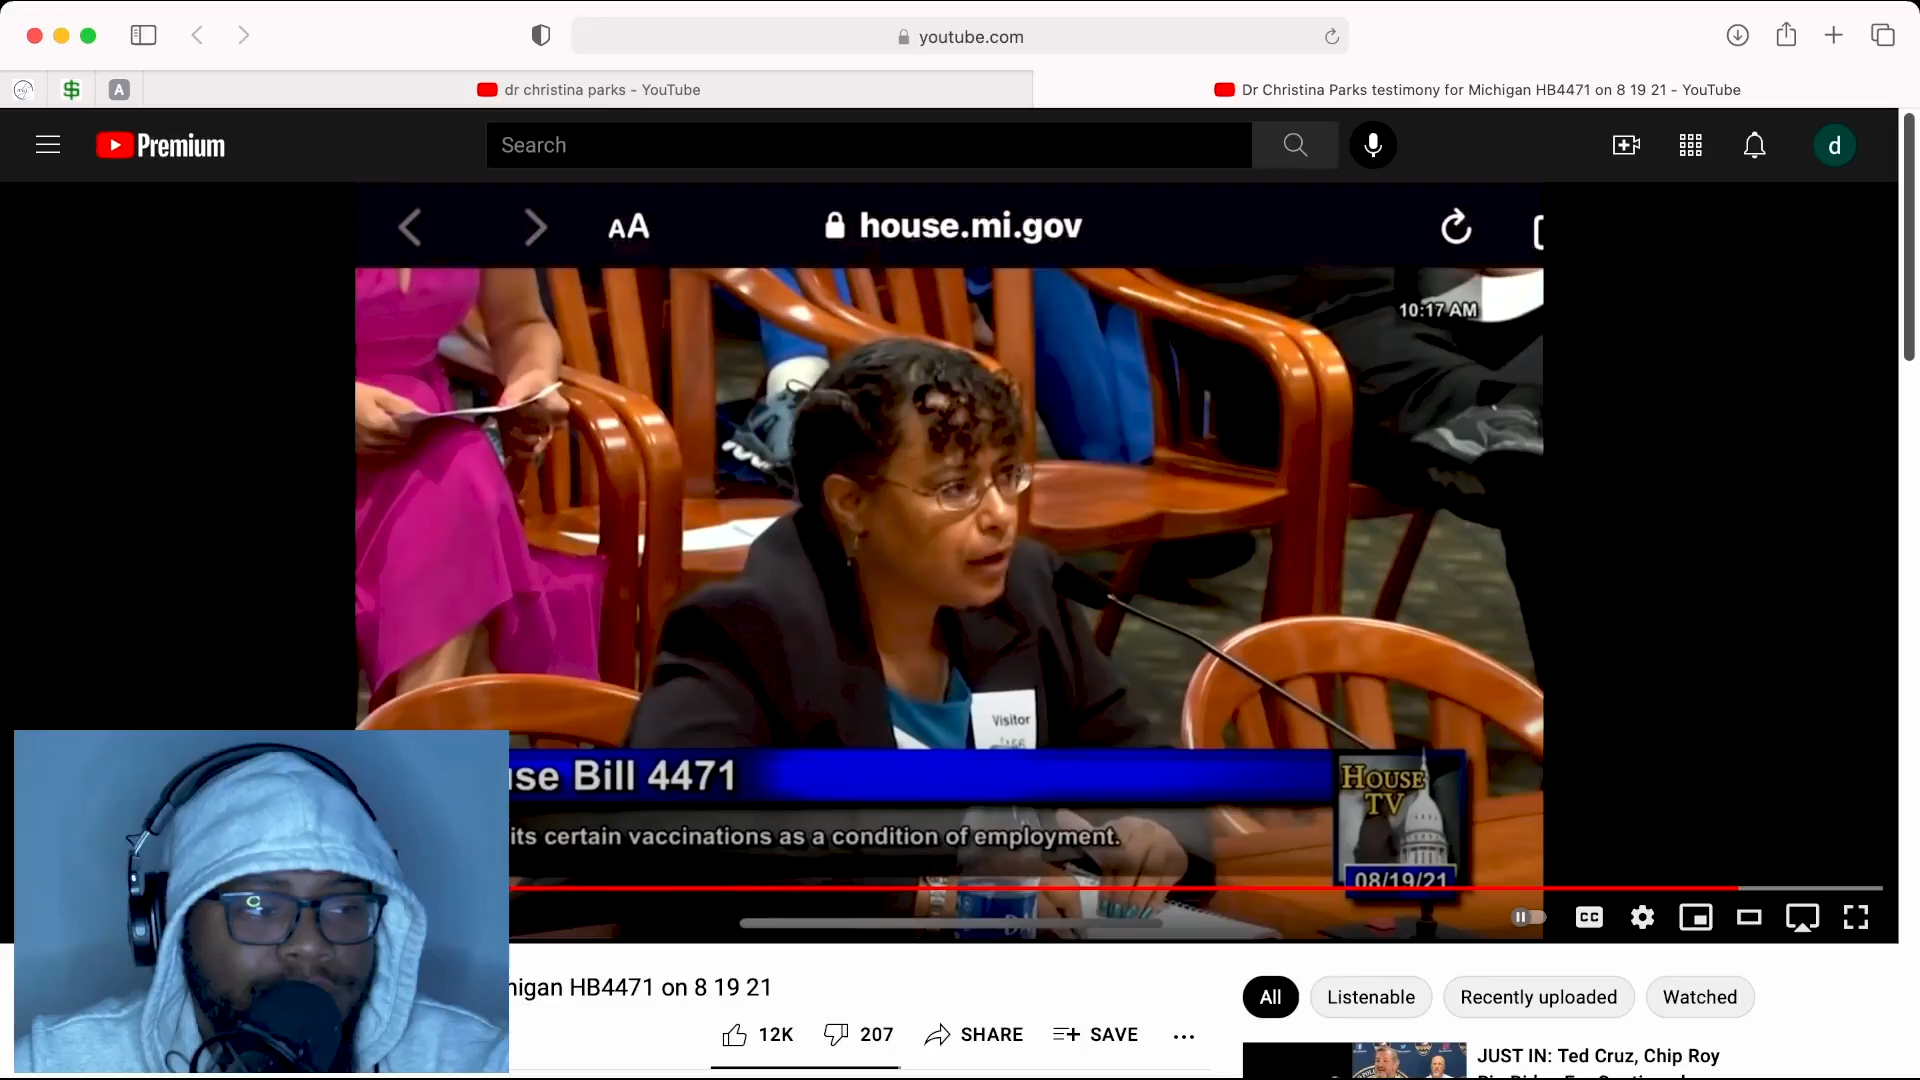 youtube.com
A
dr christina parks - YouTube
Dr Christina Parks testimony for Michigan HB4471 on 8 19 21 - YouTube
Premium
Search
d
AA
house.mi.gov
10:17 AM
Visitor
use Bill 4471
HOUSE
TV
its certain vaccinations as a condition of employment.
08/19/21
CC
higan HB4471 on 8 19 21
12K
207
SHARE
SAVE
All
Listenable
Recently uploaded
Watched
JUST IN: Ted Cruz, Chip Roy